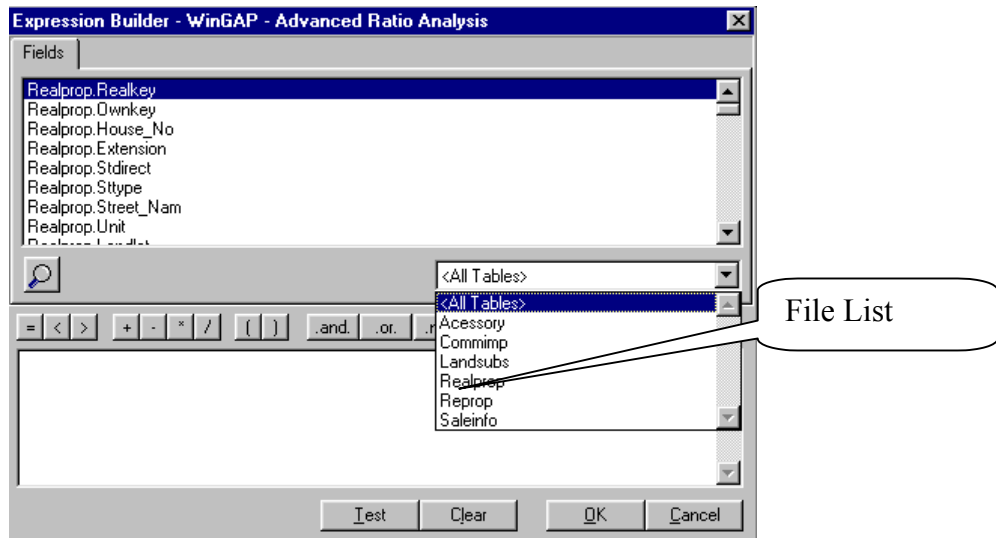 Expression Builder - WinGAP - Advanced Ratio Analysis
Fields
Realprop.Realkey
Realprop.Ownkey
Realprop.House_No
Realprop.Extension
Realprop.Stdirect
Realprop.Sttype
Realprop.Street_Nam
Realprop.Unit
<All Tables>
<All Tables>
Acessory
Commimp
Landsubs
Realprop
Reprop
Saleinfo
File List
= < > + - * / ( ) .and. .or.
Test Clear OK Cancel